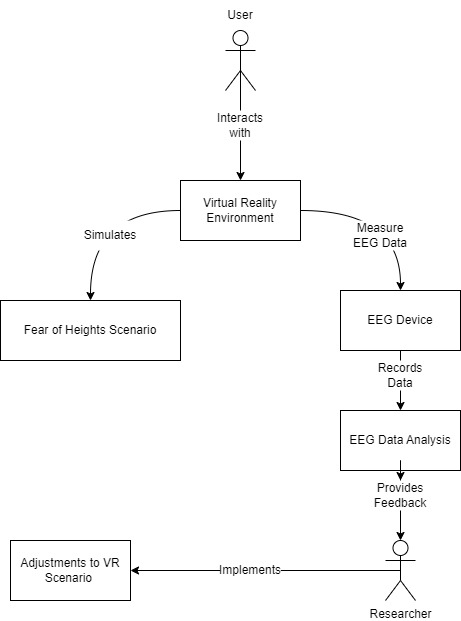 User
Interacts
with
Virtual Reality
Environment
Simulates
Measure
EEG Data
Fear of Heights Scenario
EEG Device
Records
Data
EEG Data Analysis
Provides
Feedback
Adjustments to VR
Scenario
Implements
Researcher